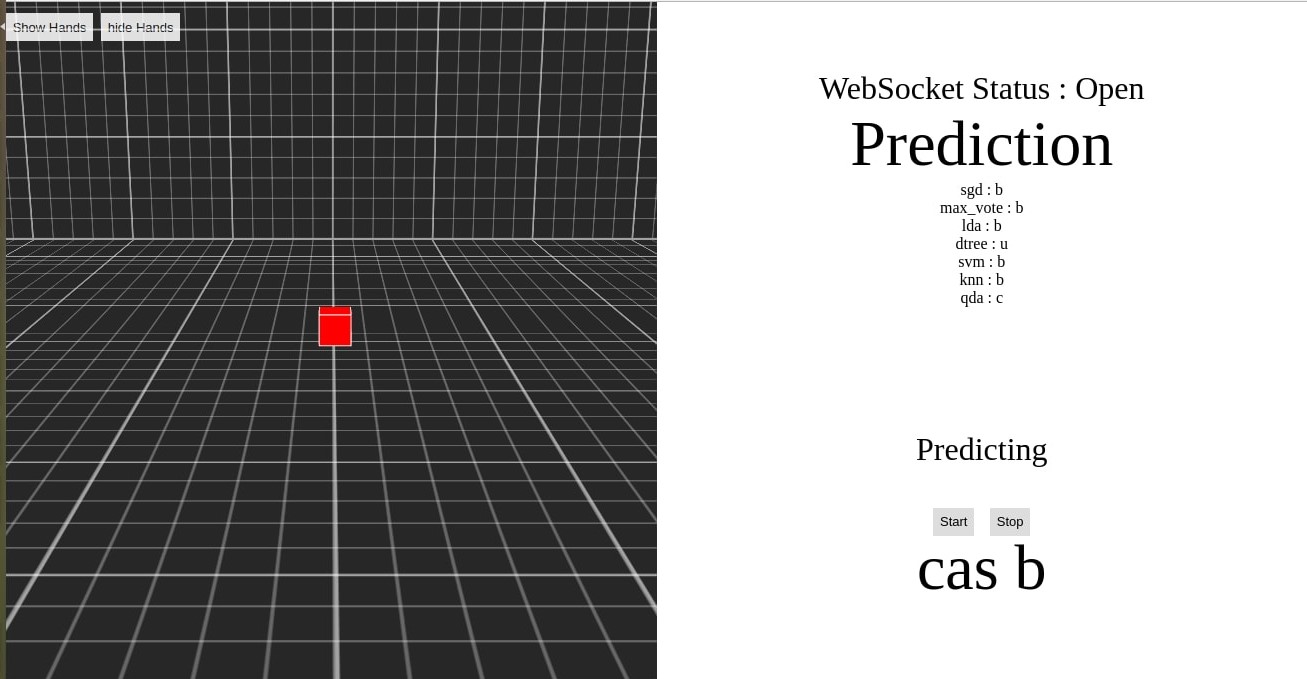 Show Hands hide Hands
WebSocket Status : Open
Prediction
sgd : b
max_vote : b
lda : b
dtree : u
svm : b
knn : b
qda : c
Predicting
Start Stop
cas b